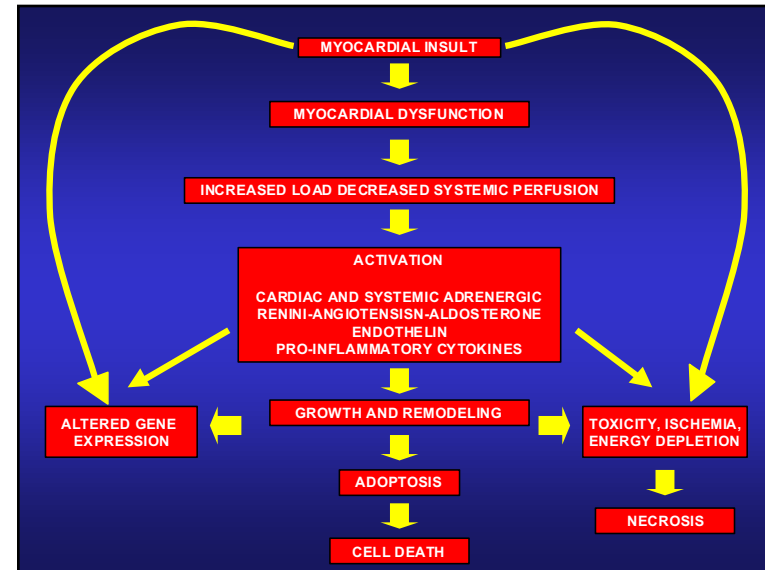 MYOCARDIAL INSULT
MYOCARDIAL DYSFUNCTION
INCREASED LOAD DECREASED SYSTEMIC PERFUSION
ACTIVATION
CARDIAC AND SYSTEMIC ADRENERGIC
RENINI-ANGIOTENSISN-ALDOSTERONE
ENDOTHELIN
PRO-INFLAMMATORY CYTOKINES
ALTERED GENE
EXPRESSION
GROWTH AND REMODELING
TOXICITY, ISCHEMIA,
ENERGY DEPLETION
ADOPTOSIS
NECROSIS
CELL DEATH